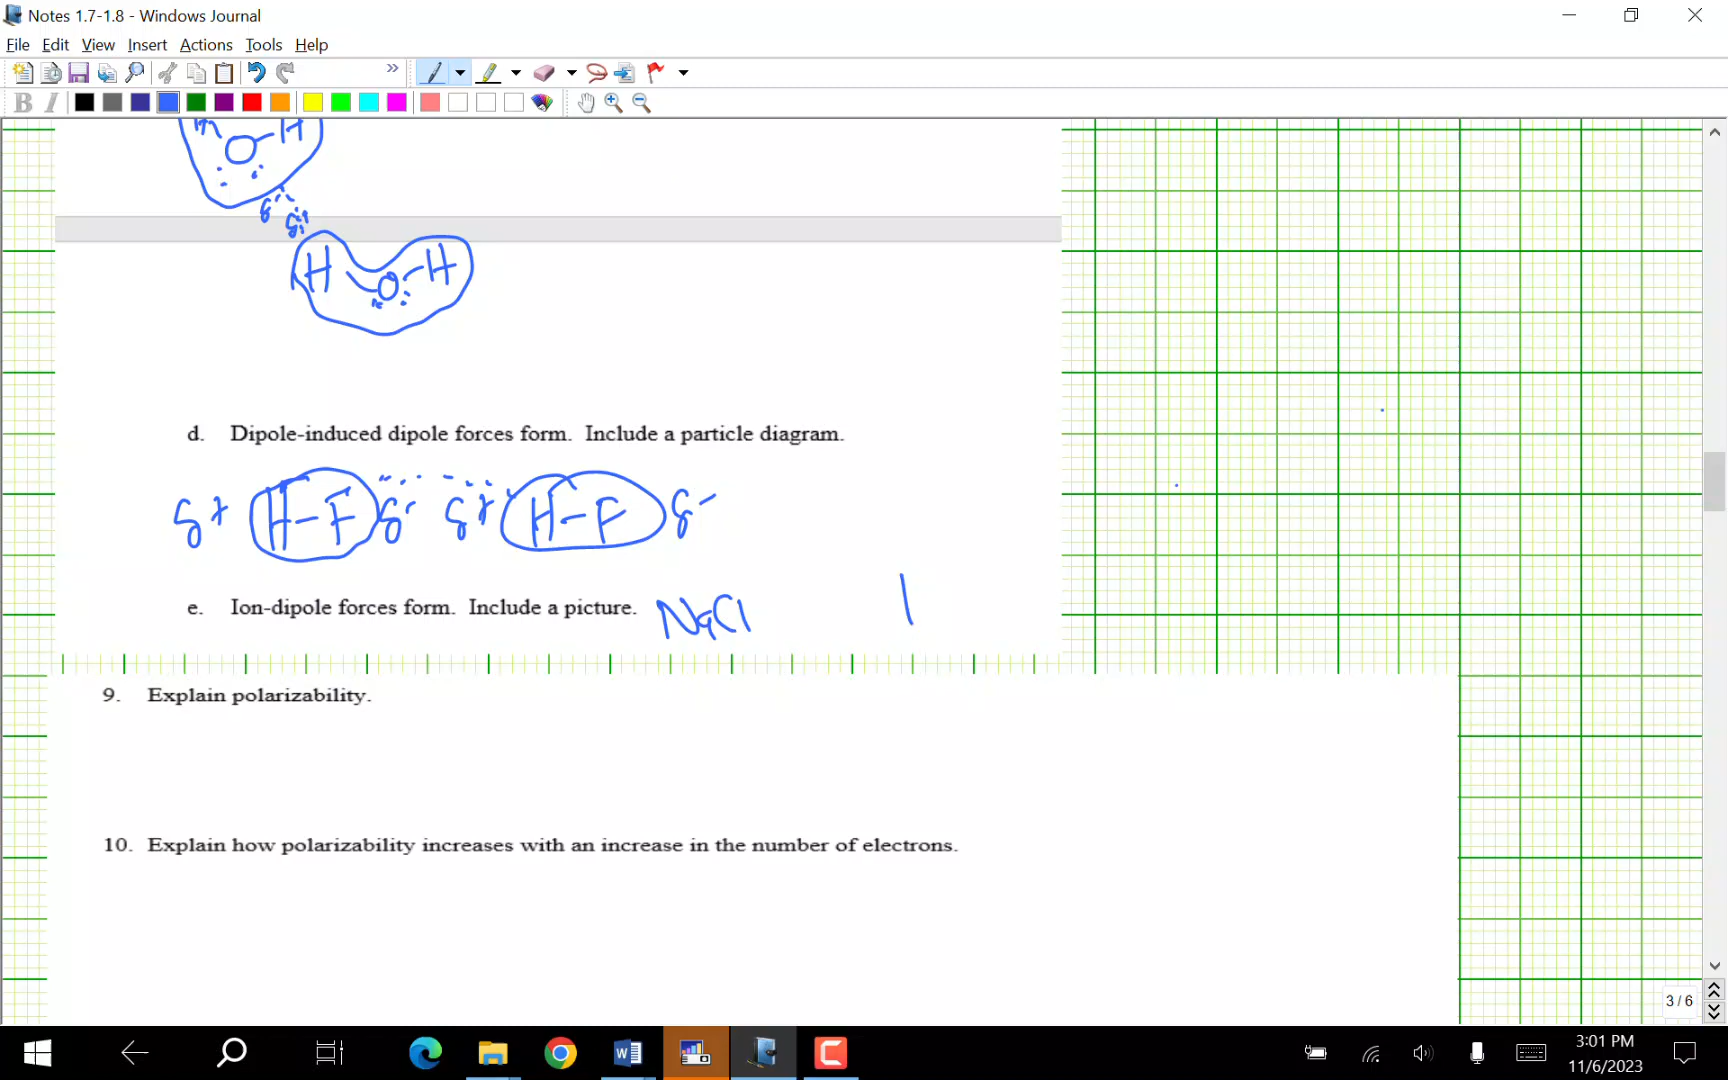 Notes 1.7-1.8 - Windows Journal
File Edit View Insert Actions Tools Help
B I
H O-H
δ-
δ+
H O-H
d. Dipole-induced dipole forces form. Include a particle diagram.
δ+ H-F δ- δ+ H-F δ-
e. Ion-dipole forces form. Include a picture. NaCl
9. Explain polarizability.
10. Explain how polarizability increases with an increase in the number of electrons.
3 / 6
3:01 PM
11/6/2023